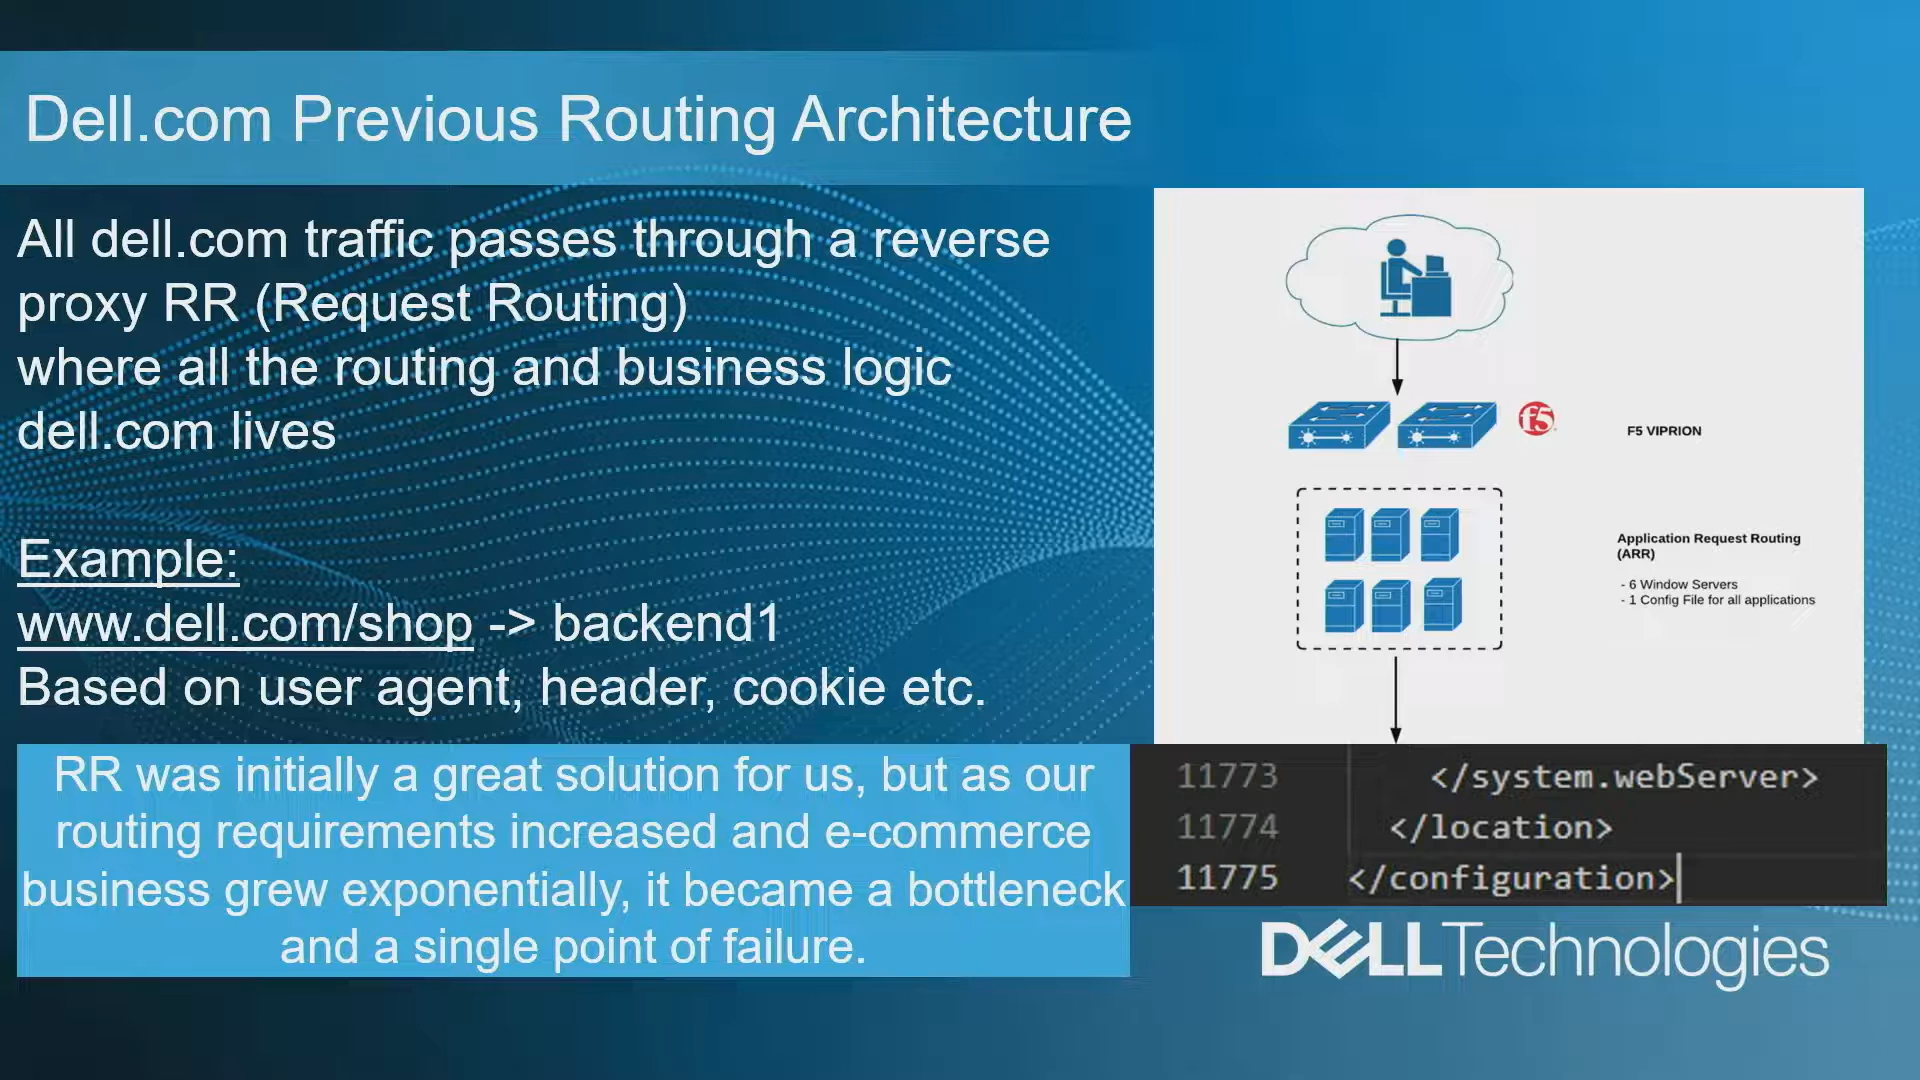 Dell.com Previous Routing Architecture
All dell.com traffic passes through a reverse
proxy RR (Request Routing)
where all the routing and business logic
dell.com lives
Example:
www.dell.com/shop -> backend1
Based on user agent, header, cookie etc.
RR was initially a great solution for us, but as our
routing requirements increased and e-commerce
business grew exponentially, it became a bottleneck
and a single point of failure.
f5
F5 VIPRION
Application Request Routing
(ARR)
- 6 Window Servers
- 1 Config File for all applications
11773 </system.webServer>
11774 </location>
11775 </configuration>
DELL Technologies